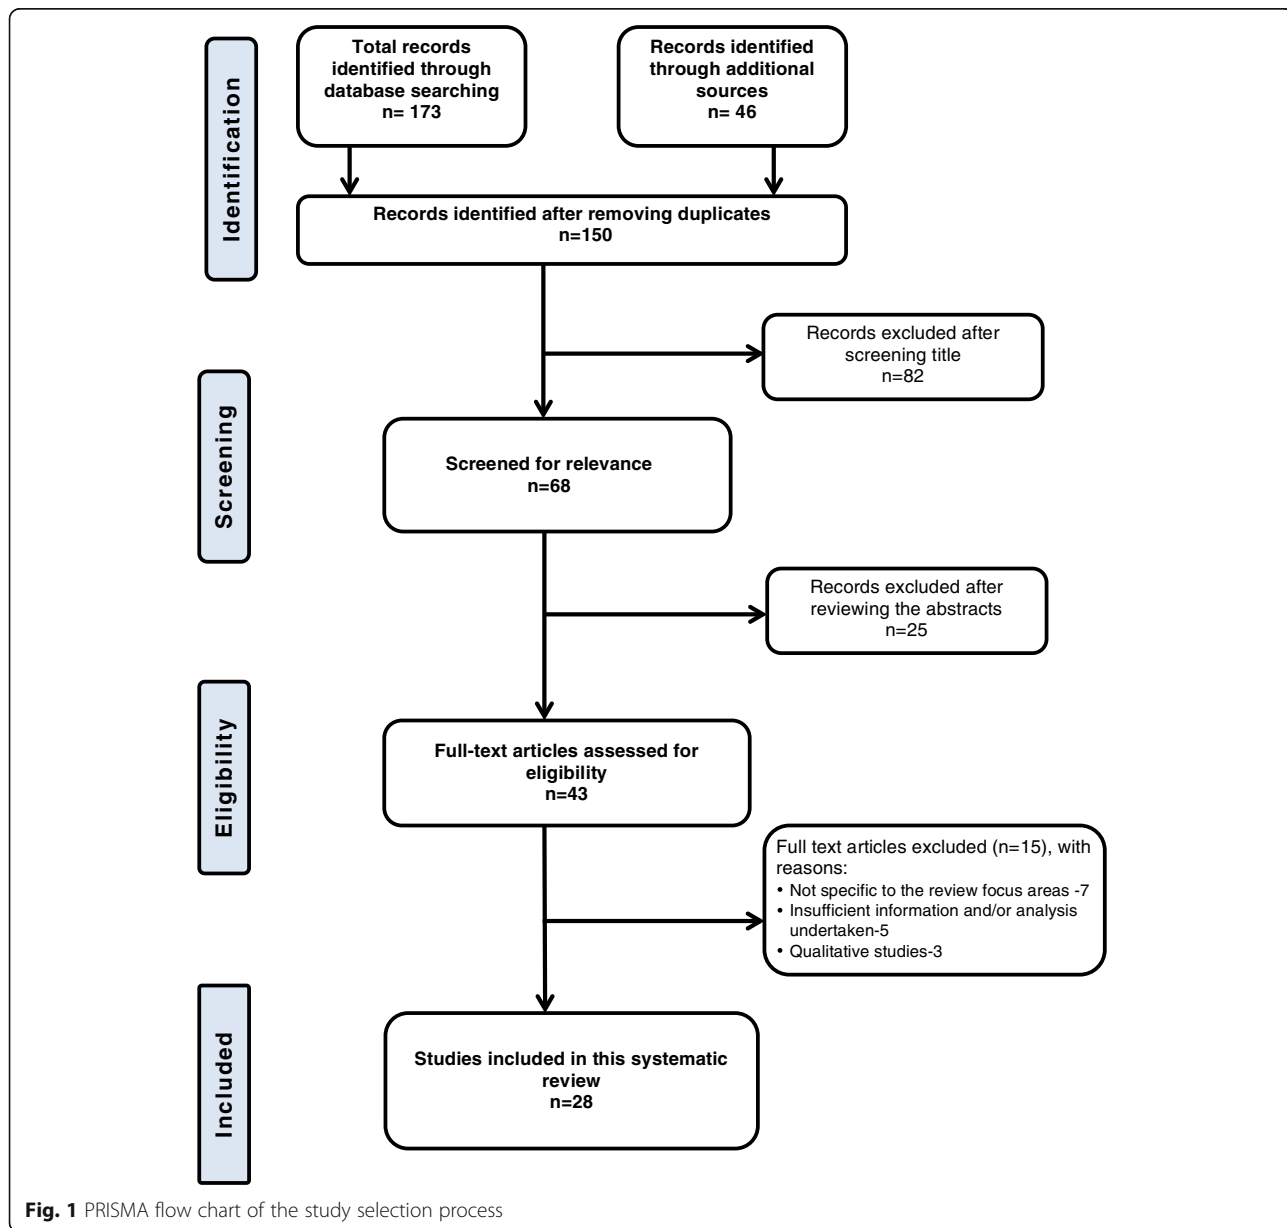 Identification
Total records
identified through
database searching
n= 173
Records identified
through additional
sources
n= 46
Records identified after removing duplicates
n=150
Records excluded after
screening title
n=82
Screening
Screened for relevance
n=68
Records excluded after
reviewing the abstracts
n=25
Eligibility
Full-text articles assessed for
eligibility
n=43
Full text articles excluded (n=15), with
reasons:
• Not specific to the review focus areas -7
• Insufficient information and/or analysis
undertaken-5
• Qualitative studies-3
Included
Studies included in this systematic
review
n=28
Fig. 1 PRISMA flow chart of the study selection process